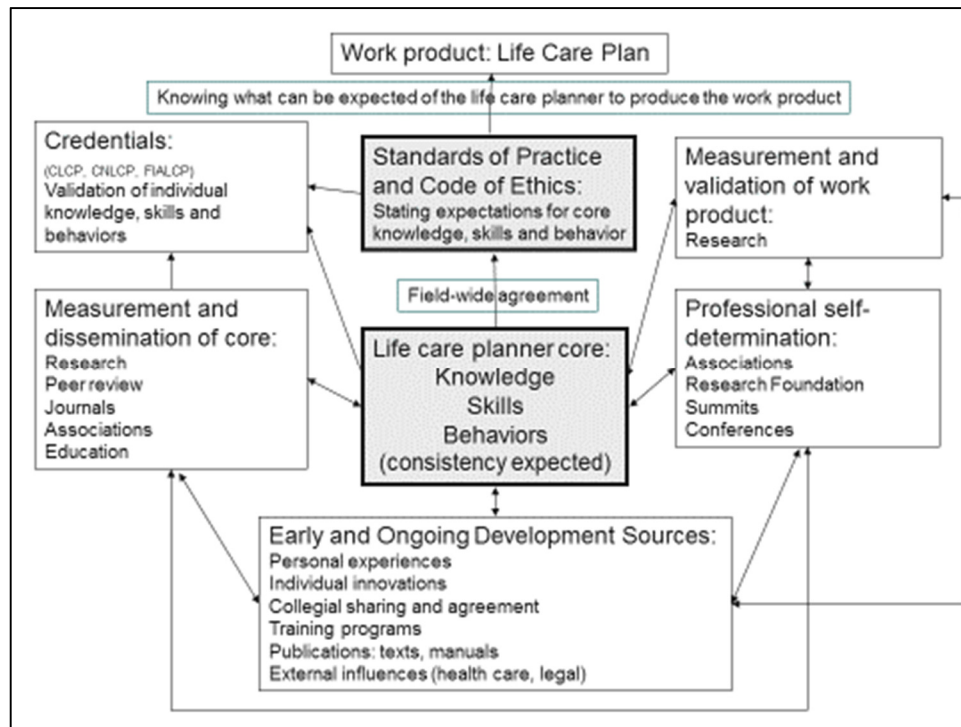 Work product: Life Care Plan
Knowing what can be expected of the life care planner to produce the work product
Credentials:
(CLCP, CNLCP, FIALCP)
Validation of individual
knowledge, skills and
behaviors
Standards of Practice
and Code of Ethics:
Stating expectations for core
knowledge, skills and behavior
Measurement and
validation of work
product:
Research
Field-wide agreement
Measurement and
dissemination of core:
Research
Peer review
Journals
Associations
Education
Life care planner core:
Knowledge
Skills
Behaviors
(consistency expected)
Professional self-
determination:
Associations
Research Foundation
Summits
Conferences
Early and Ongoing Development Sources:
Personal experiences
Individual innovations
Collegial sharing and agreement
Training programs
Publications: texts, manuals
External influences (health care, legal)